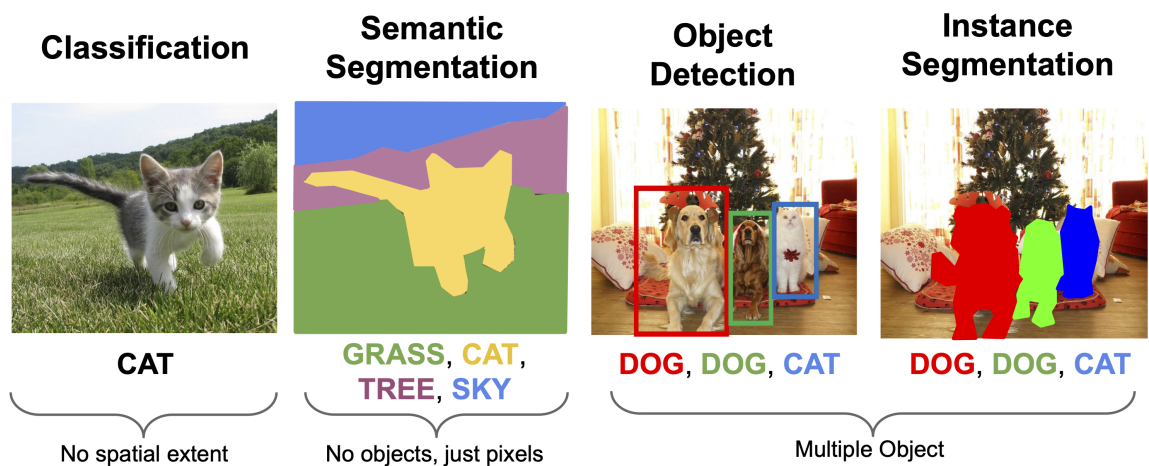 Classification
Semantic
Segmentation
Object
Detection
Instance
Segmentation
CAT
GRASS, CAT,
TREE, SKY
DOG, DOG, CAT
DOG, DOG, CAT
No spatial extent
No objects, just pixels
Multiple Object